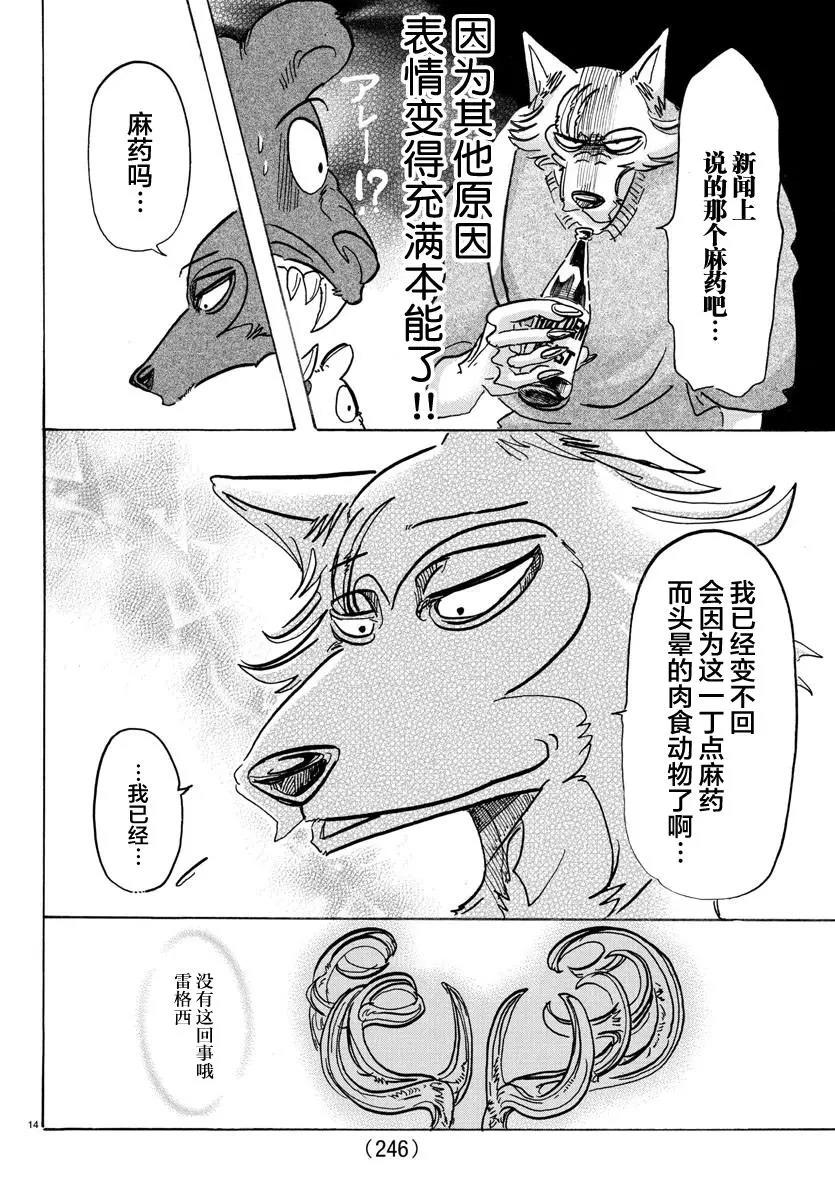 新闻上
说的那个麻药吧…
因为其他原因
表情变得充满本能了!!
アレー!?
麻药吗…
我已经变不回
会因为这一丁点麻药
而头晕的肉食动物了啊…
…我已经…
没有这回事哦
雷格西
14
(246)